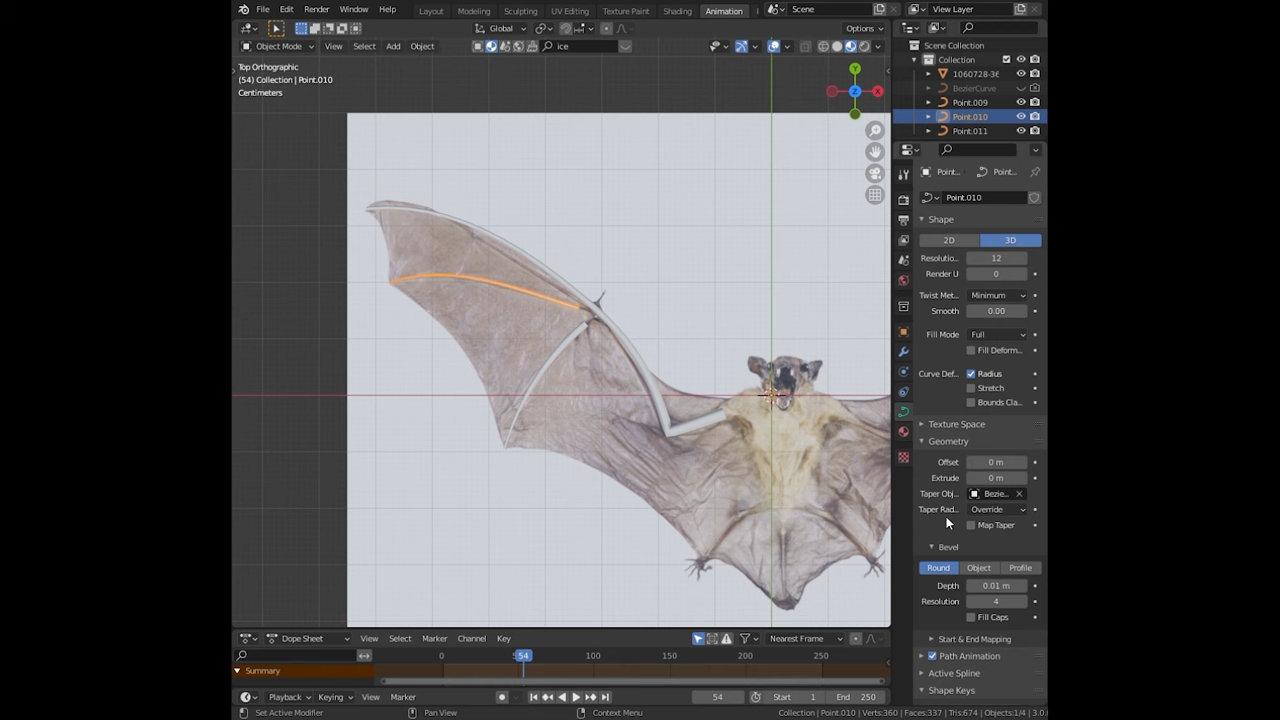 File Edit Render Window Help Layout Modeling Sculpting UV Editing Texture Paint Shading Animation Scene View Layer
Global Options
Object Mode View Select Add Object ice
Top Orthographic
(54) Collection | Point.010
Centimeters
Y
Z
X
Scene Collection
Collection
BezierCurve
Point.009
Point.010
Point.011
Point... Point...
Point.010
Shape
2D 3D
Resolutio... 12
Render U 0
Twist Met... Minimum
Smooth 0.00
Fill Mode Full
Fill Deform...
Curve Def... Radius
Stretch
Bounds Cla...
Texture Space
Geometry
Offset 0 m
Extrude 0 m
Taper Obj... Bezie...
Taper Rad... Override
Map Taper
Bevel
Round Object Profile
Depth 0.01 m
Resolution 4
Fill Caps
Start & End Mapping
Path Animation
Active Spline
Shape Keys
Dope Sheet View Select Marker Channel Key Nearest Frame
0 54 100 150 200 250
Summary
Playback Keying View Marker 54 Start 1 End 250
Set Active Modifier Pan View Context Menu Collection | Point.010 | Verts:360 | Faces:337 | Tris:674 | Objects:1/4 | 3.0